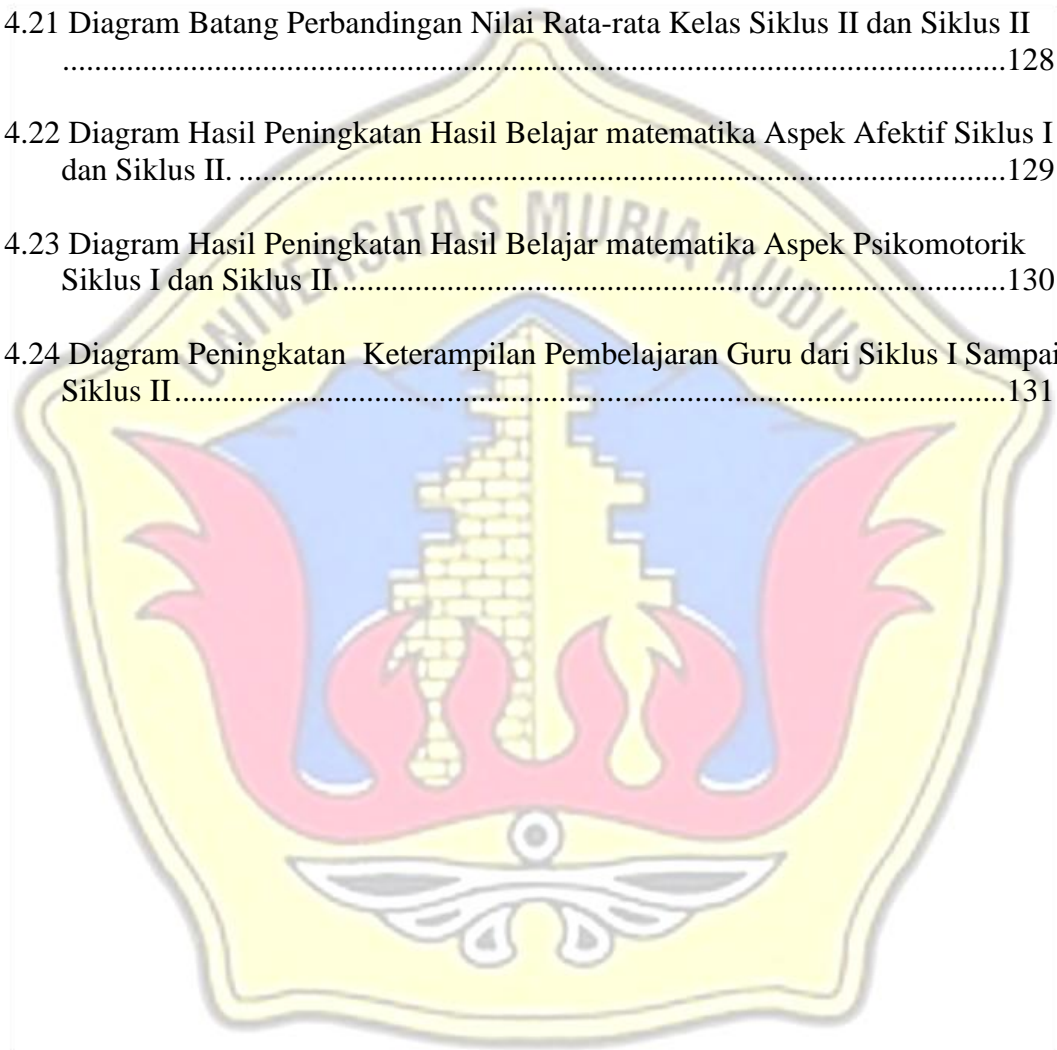 4.21 Diagram Batang Perbandingan Nilai Rata-rata Kelas Siklus II dan Siklus II
......................................................................................................................128
4.22 Diagram Hasil Peningkatan Hasil Belajar matematika Aspek Afektif Siklus I
dan Siklus II. ................................................................................................129
4.23 Diagram Hasil Peningkatan Hasil Belajar matematika Aspek Psikomotorik
Siklus I dan Siklus II...................................................................................130
4.24 Diagram Peningkatan  Keterampilan Pembelajaran Guru dari Siklus I Sampai
Siklus II........................................................................................................131
UNIVERSITAS MURIA KUDUS